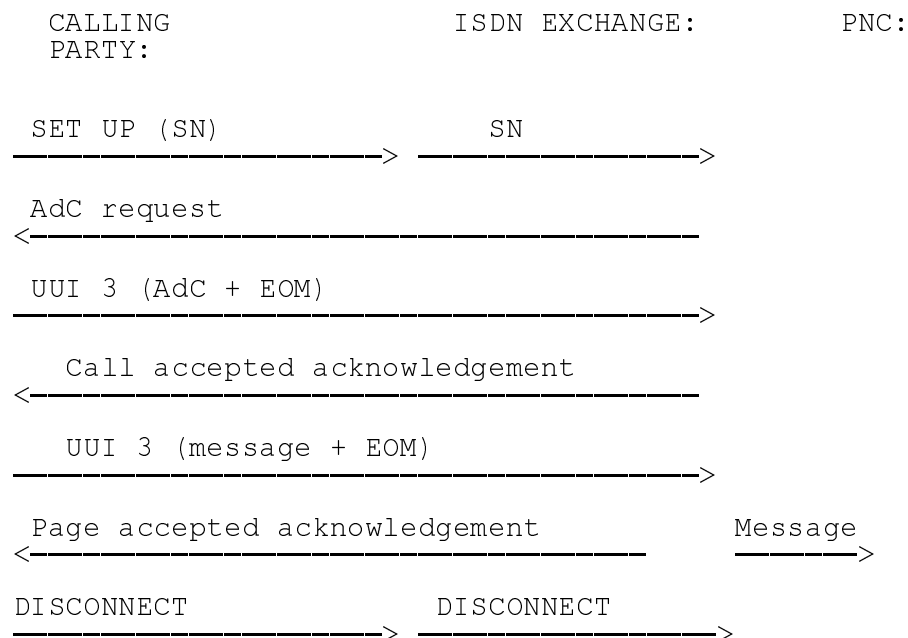 CALLING ISDN EXCHANGE: PNC:
PARTY:
SET UP (SN) SN
AdC request
UUI 3 (AdC + EOM)
Call accepted acknowledgement
UUI 3 (message + EOM)
Page accepted acknowledgement Message
DISCONNECT DISCONNECT